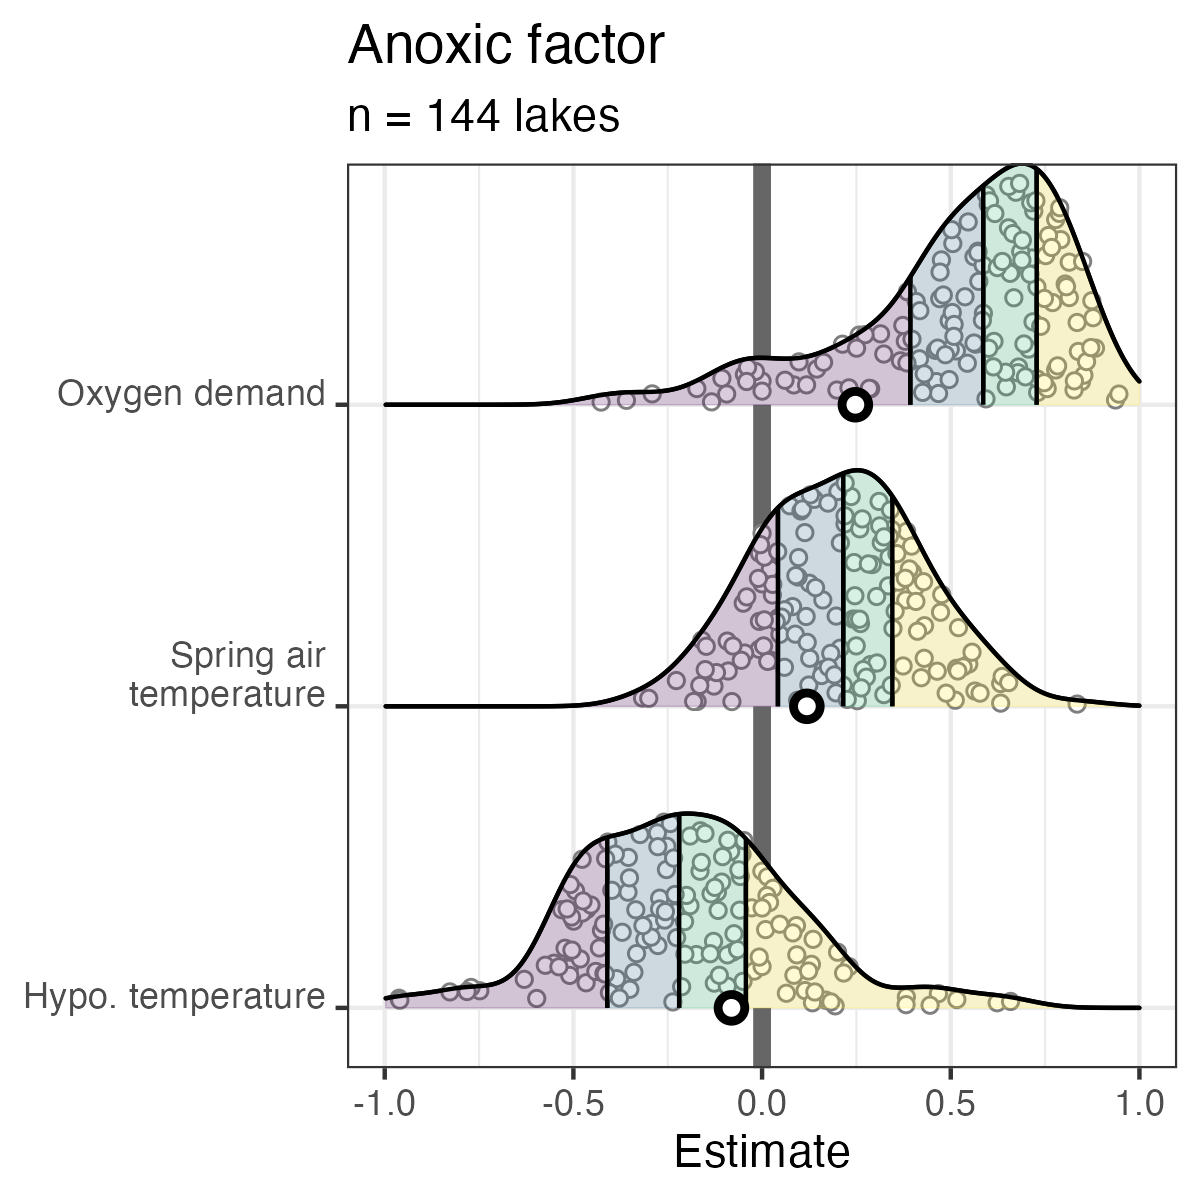 Anoxic factor
n = 144 lakes
Oxygen demand
Spring air
temperature
Hypo. temperature
-1.0 -0.5 0.0 0.5 1.0
Estimate